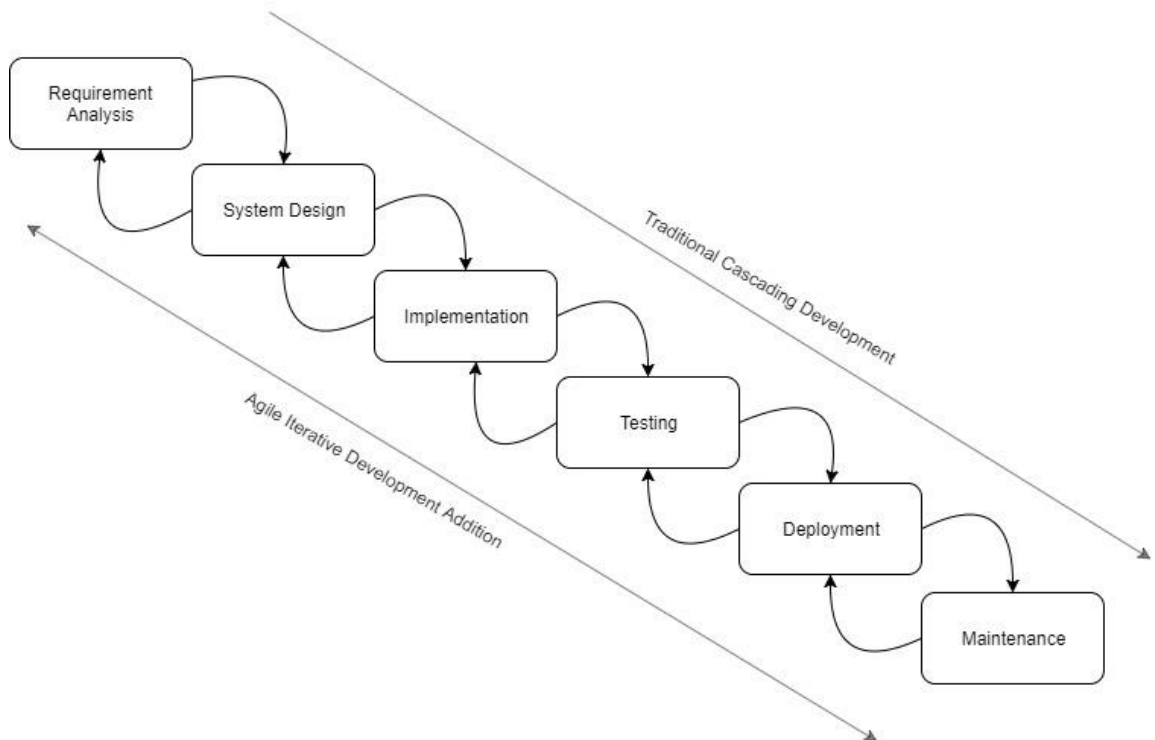 Requirement
Analysis
System Design
Traditional Cascading Development
Implementation
Agile Iterative Development Addition
Testing
Deployment
Maintenance